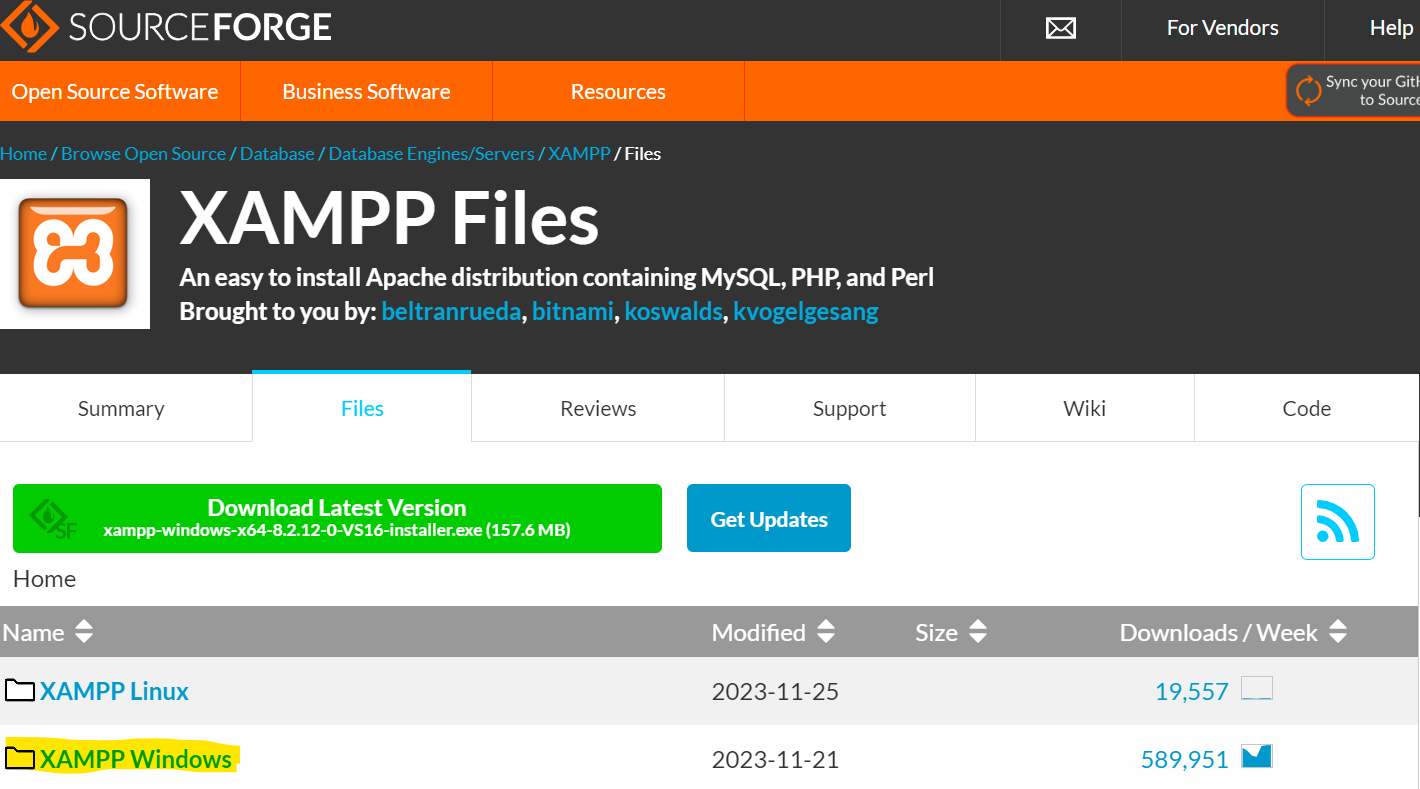 SOURCEFORGE
For Vendors
Help
Open Source Software
Business Software
Resources
Sync your GitH
to Source
Home / Browse Open Source / Database / Database Engines/Servers / XAMPP / Files
XAMPP Files
An easy to install Apache distribution containing MySQL, PHP, and Perl
Brought to you by: beltranrueda, bitnami, koswalds, kvogelgesang
Summary
Files
Reviews
Support
Wiki
Code
Download Latest Version
SF
xampp-windows-x64-8.2.12-0-VS16-installer.exe (157.6 MB)
Get Updates
Home
Name
Modified
Size
Downloads / Week
XAMPP Linux
2023-11-25
19,557
XAMPP Windows
2023-11-21
589,951